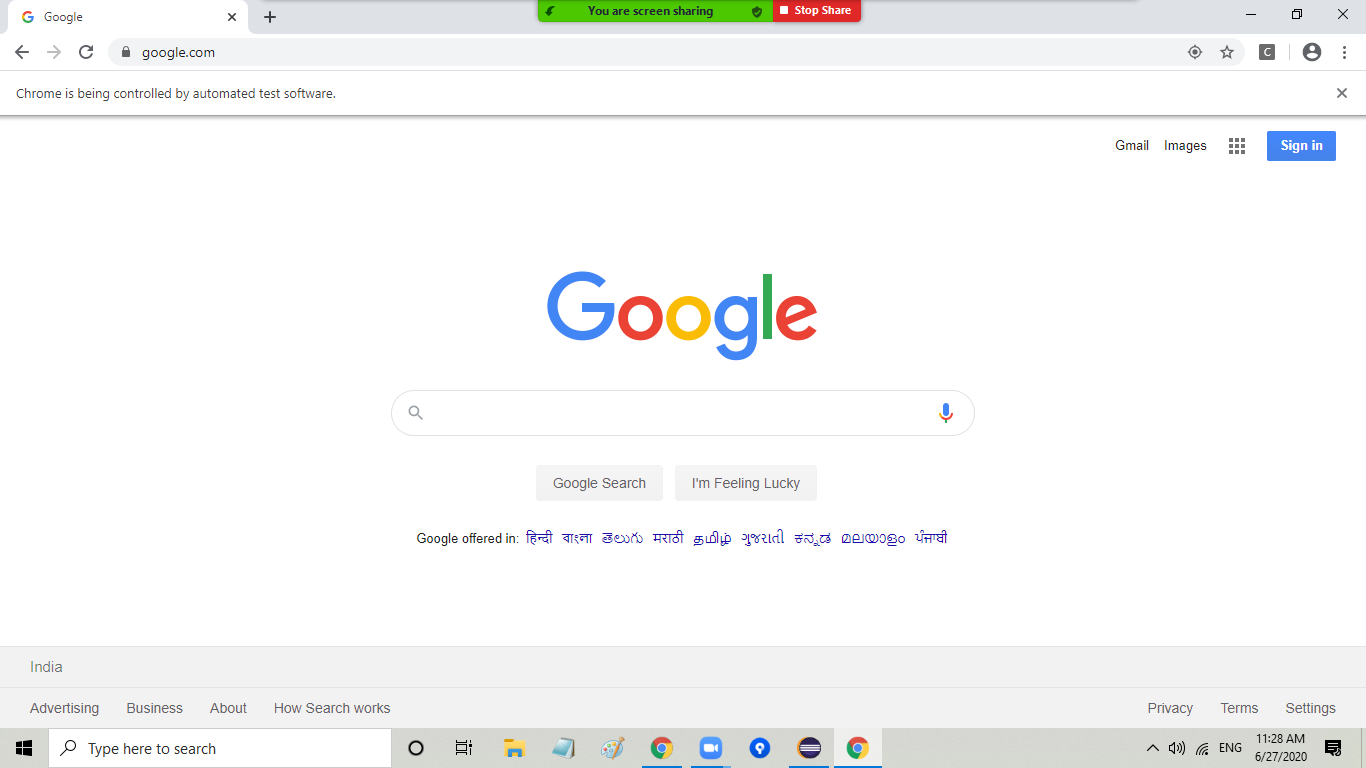 Google
You are screen sharing
Stop Share
google.com
C
Chrome is being controlled by automated test software.
Gmail Images Sign in
Google
Google Search I'm Feeling Lucky
Google offered in: हिन्दी বাংলা తెలుగు मराठी தமிழ் ગુજરાતી ಕನ್ನಡ മലയാളം ਪੰਜਾਬੀ
India
Advertising Business About How Search works Privacy Terms Settings
Type here to search ENG 11:28 AM
6/27/2020